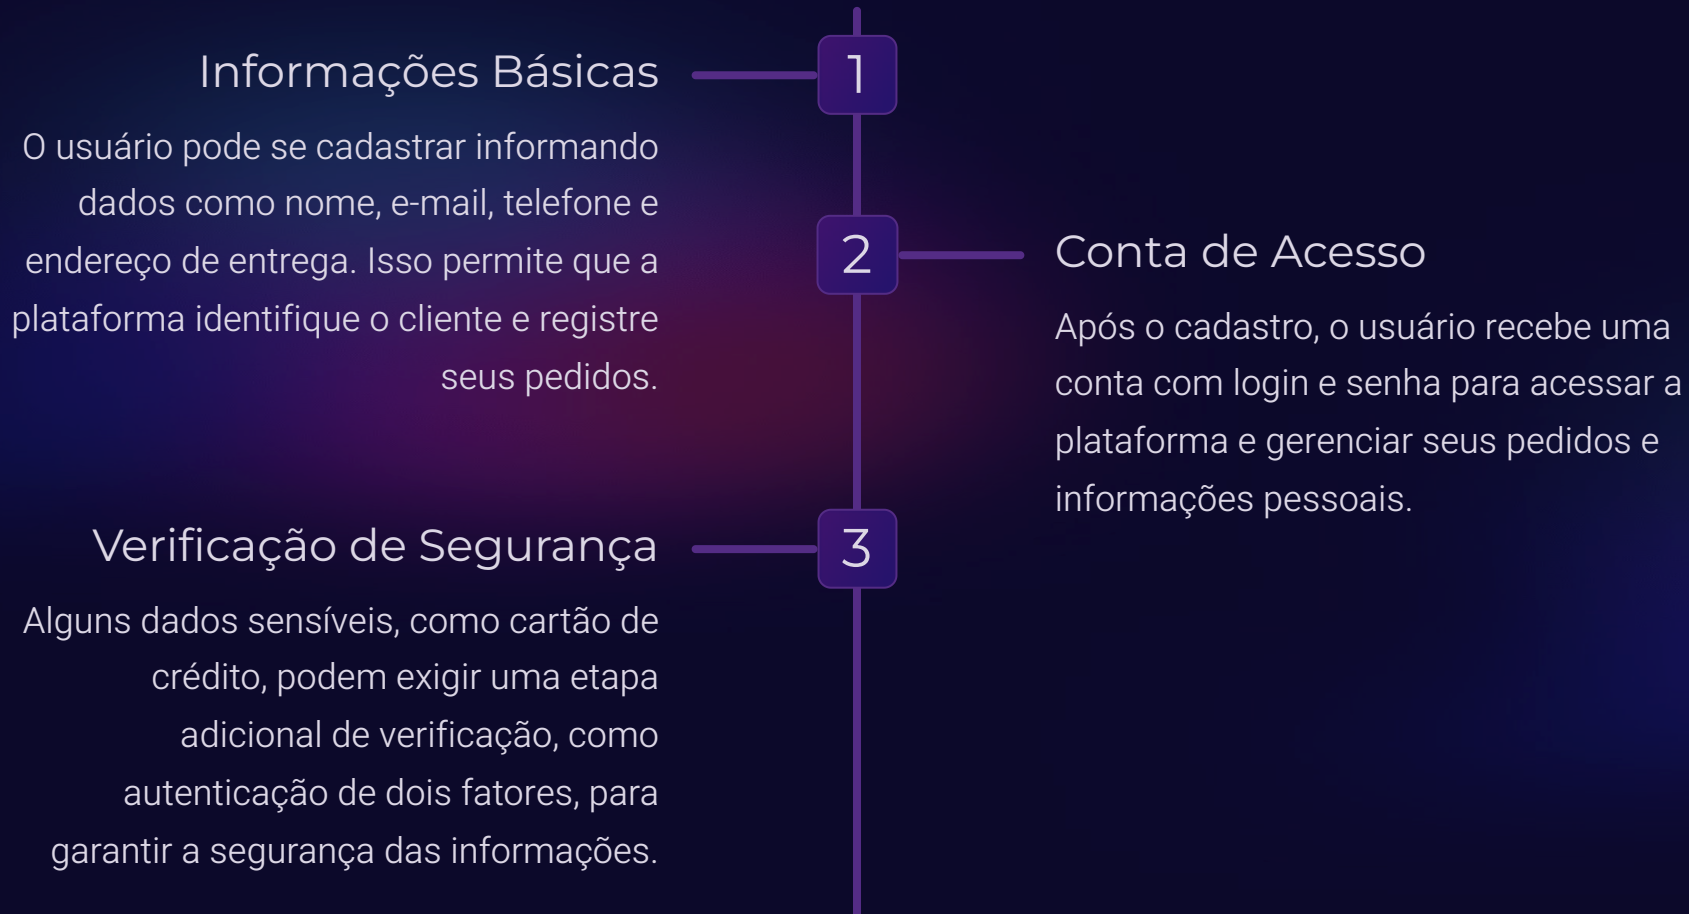 1
Informações Básicas
O usuário pode se cadastrar informando
dados como nome, e-mail, telefone e
endereço de entrega. Isso permite que a
plataforma identifique o cliente e registre
seus pedidos.
2
Conta de Acesso
Após o cadastro, o usuário recebe uma
conta com login e senha para acessar a
plataforma e gerenciar seus pedidos e
informações pessoais.
3
Verificação de Segurança
Alguns dados sensíveis, como cartão de
crédito, podem exigir uma etapa
adicional de verificação, como
autenticação de dois fatores, para
garantir a segurança das informações.